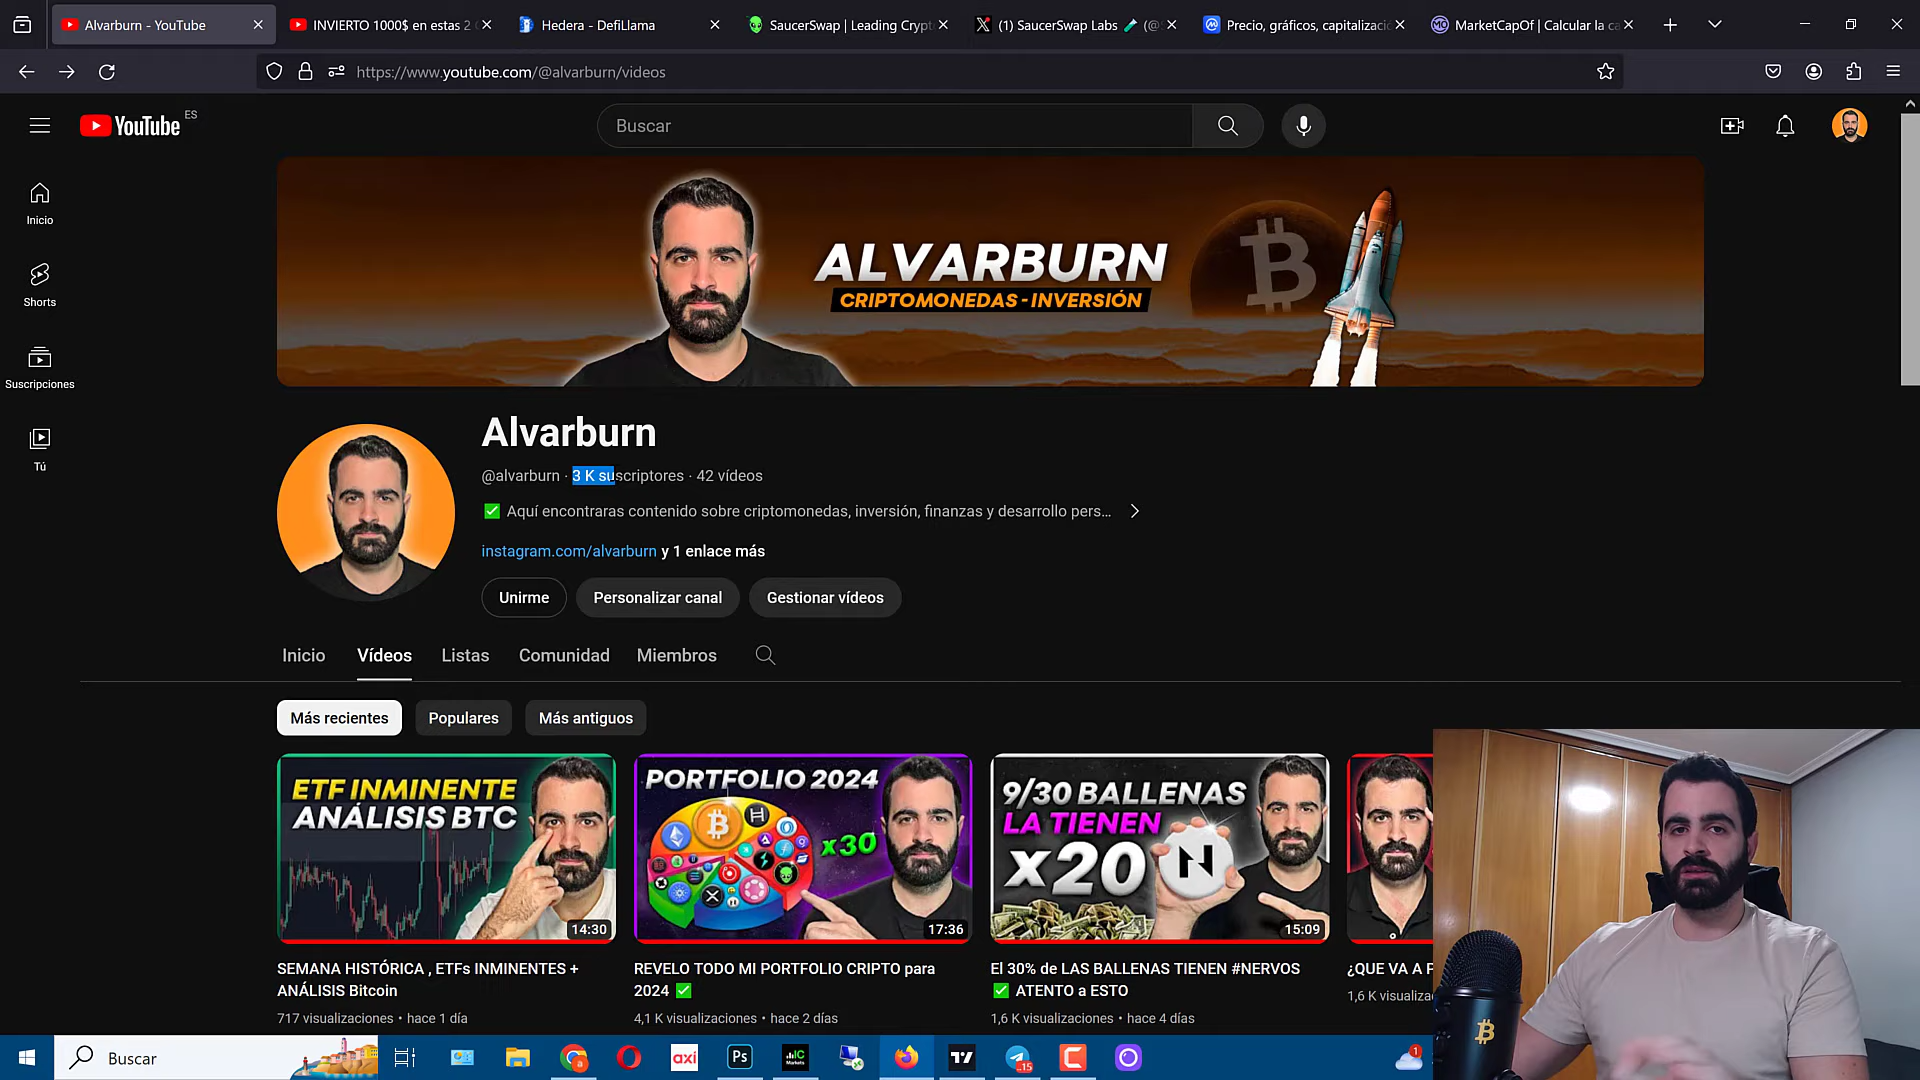 Alvarburn - YouTube
INVIERTO 1000$ en estas 2
Hedera - DefiLlama
SaucerSwap | Leading Crypt
(1) SaucerSwap Labs 🧪 (@
Precio, gráficos, capitalizaci
MarketCapOf | Calcular la ca
https://www.youtube.com/@alvarburn/videos
YouTube ES
Buscar
Inicio
Shorts
Suscripciones
Tú
ALVARBURN
CRIPTOMONEDAS - INVERSIÓN
Alvarburn
@alvarburn · 3 K suscriptores · 42 vídeos
✅ Aquí encontraras contenido sobre criptomonedas, inversión, finanzas y desarrollo pers...
instagram.com/alvarburn y 1 enlace más
Unirme
Personalizar canal
Gestionar vídeos
Inicio
Vídeos
Listas
Comunidad
Miembros
Más recientes
Populares
Más antiguos
ETF INMINENTE
ANÁLISIS BTC
14:30
PORTFOLIO 2024
x30
17:36
9/30 BALLENAS
LA TIENEN
x20
15:09
SEMANA HISTÓRICA , ETFs INMINENTES +
ANÁLISIS Bitcoin
717 visualizaciones • hace 1 día
REVELO TODO MI PORTFOLIO CRIPTO para
2024 ✅
4,1 K visualizaciones • hace 2 días
El 30% de LAS BALLENAS TIENEN #NERVOS
✅ ATENTO a ESTO
1,6 K visualizaciones • hace 4 días
¿QUE VA A P
1,6 K visualiza
Buscar
axi
Ps
IC
Markets
15
1